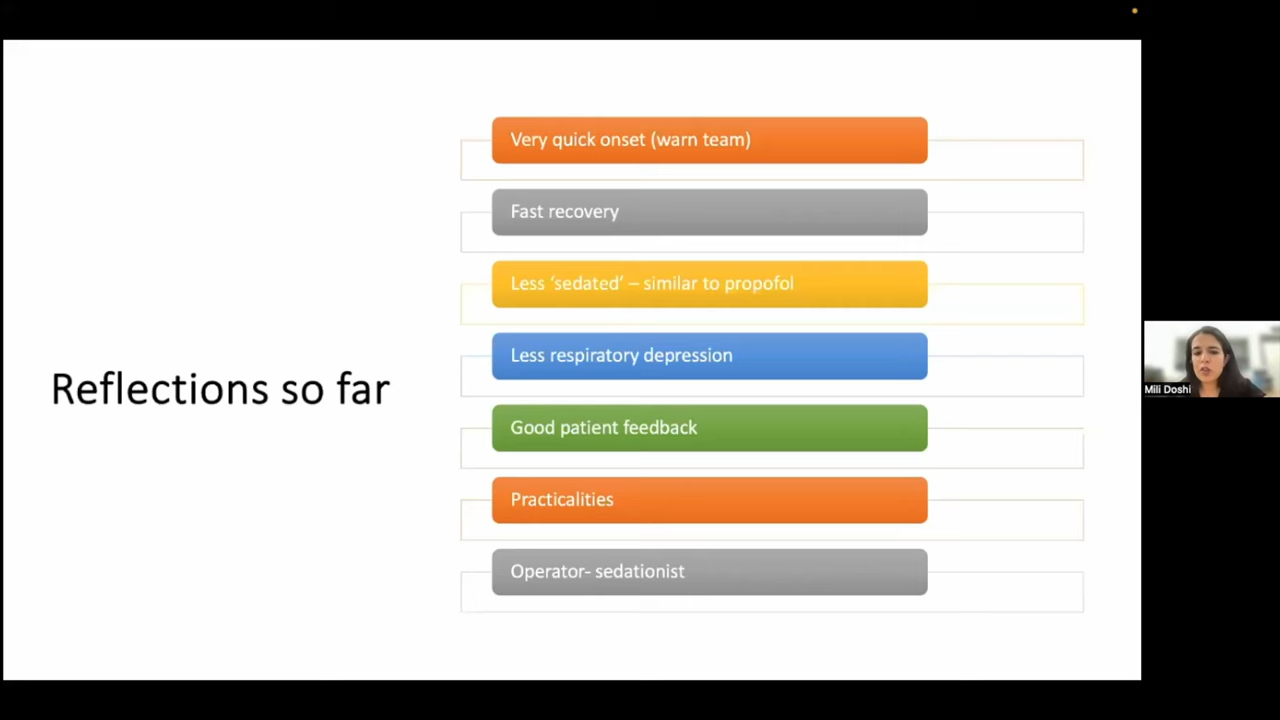 Reflections so far
Very quick onset (warn team)
Fast recovery
Less ‘sedated’ – similar to propofol
Less respiratory depression
Good patient feedback
Practicalities
Operator- sedationist
Mili Doshi